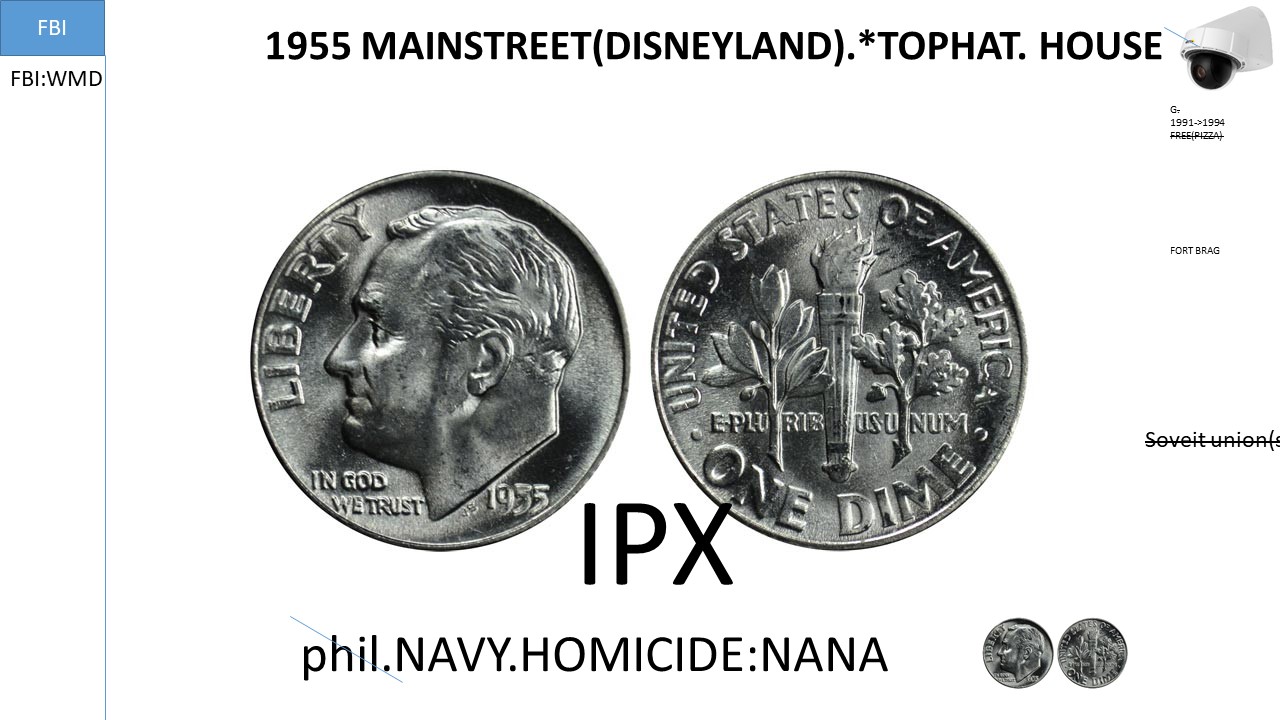 FBI
FBI:WMD
1955 MAINSTREET(DISNEYLAND).*TOPHAT. HOUSE
G:
1991->1994
FREE(PIZZA)
FORT BRAG
Soveit union(s
LIBERTY
IN GOD
WE TRUST
1955
JS
UNITED STATES OF AMERICA
E·PLURIBUS UNUM
ONE DIME
IPX
phil.NAVY.HOMICIDE:NANA